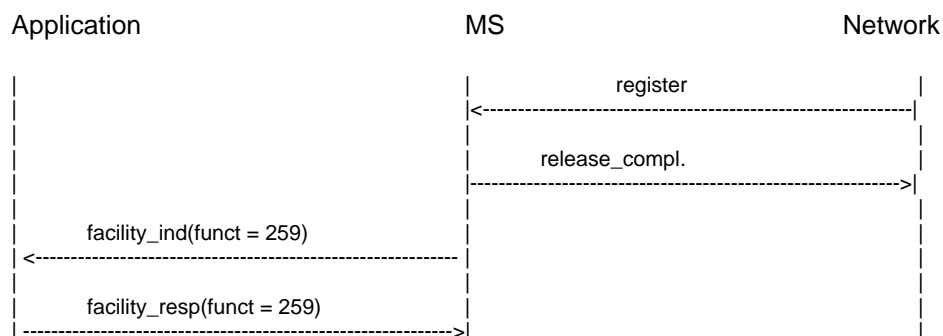 Application MS Network
register
release_compl.
facility_ind(funct = 259)
facility_resp(funct = 259)